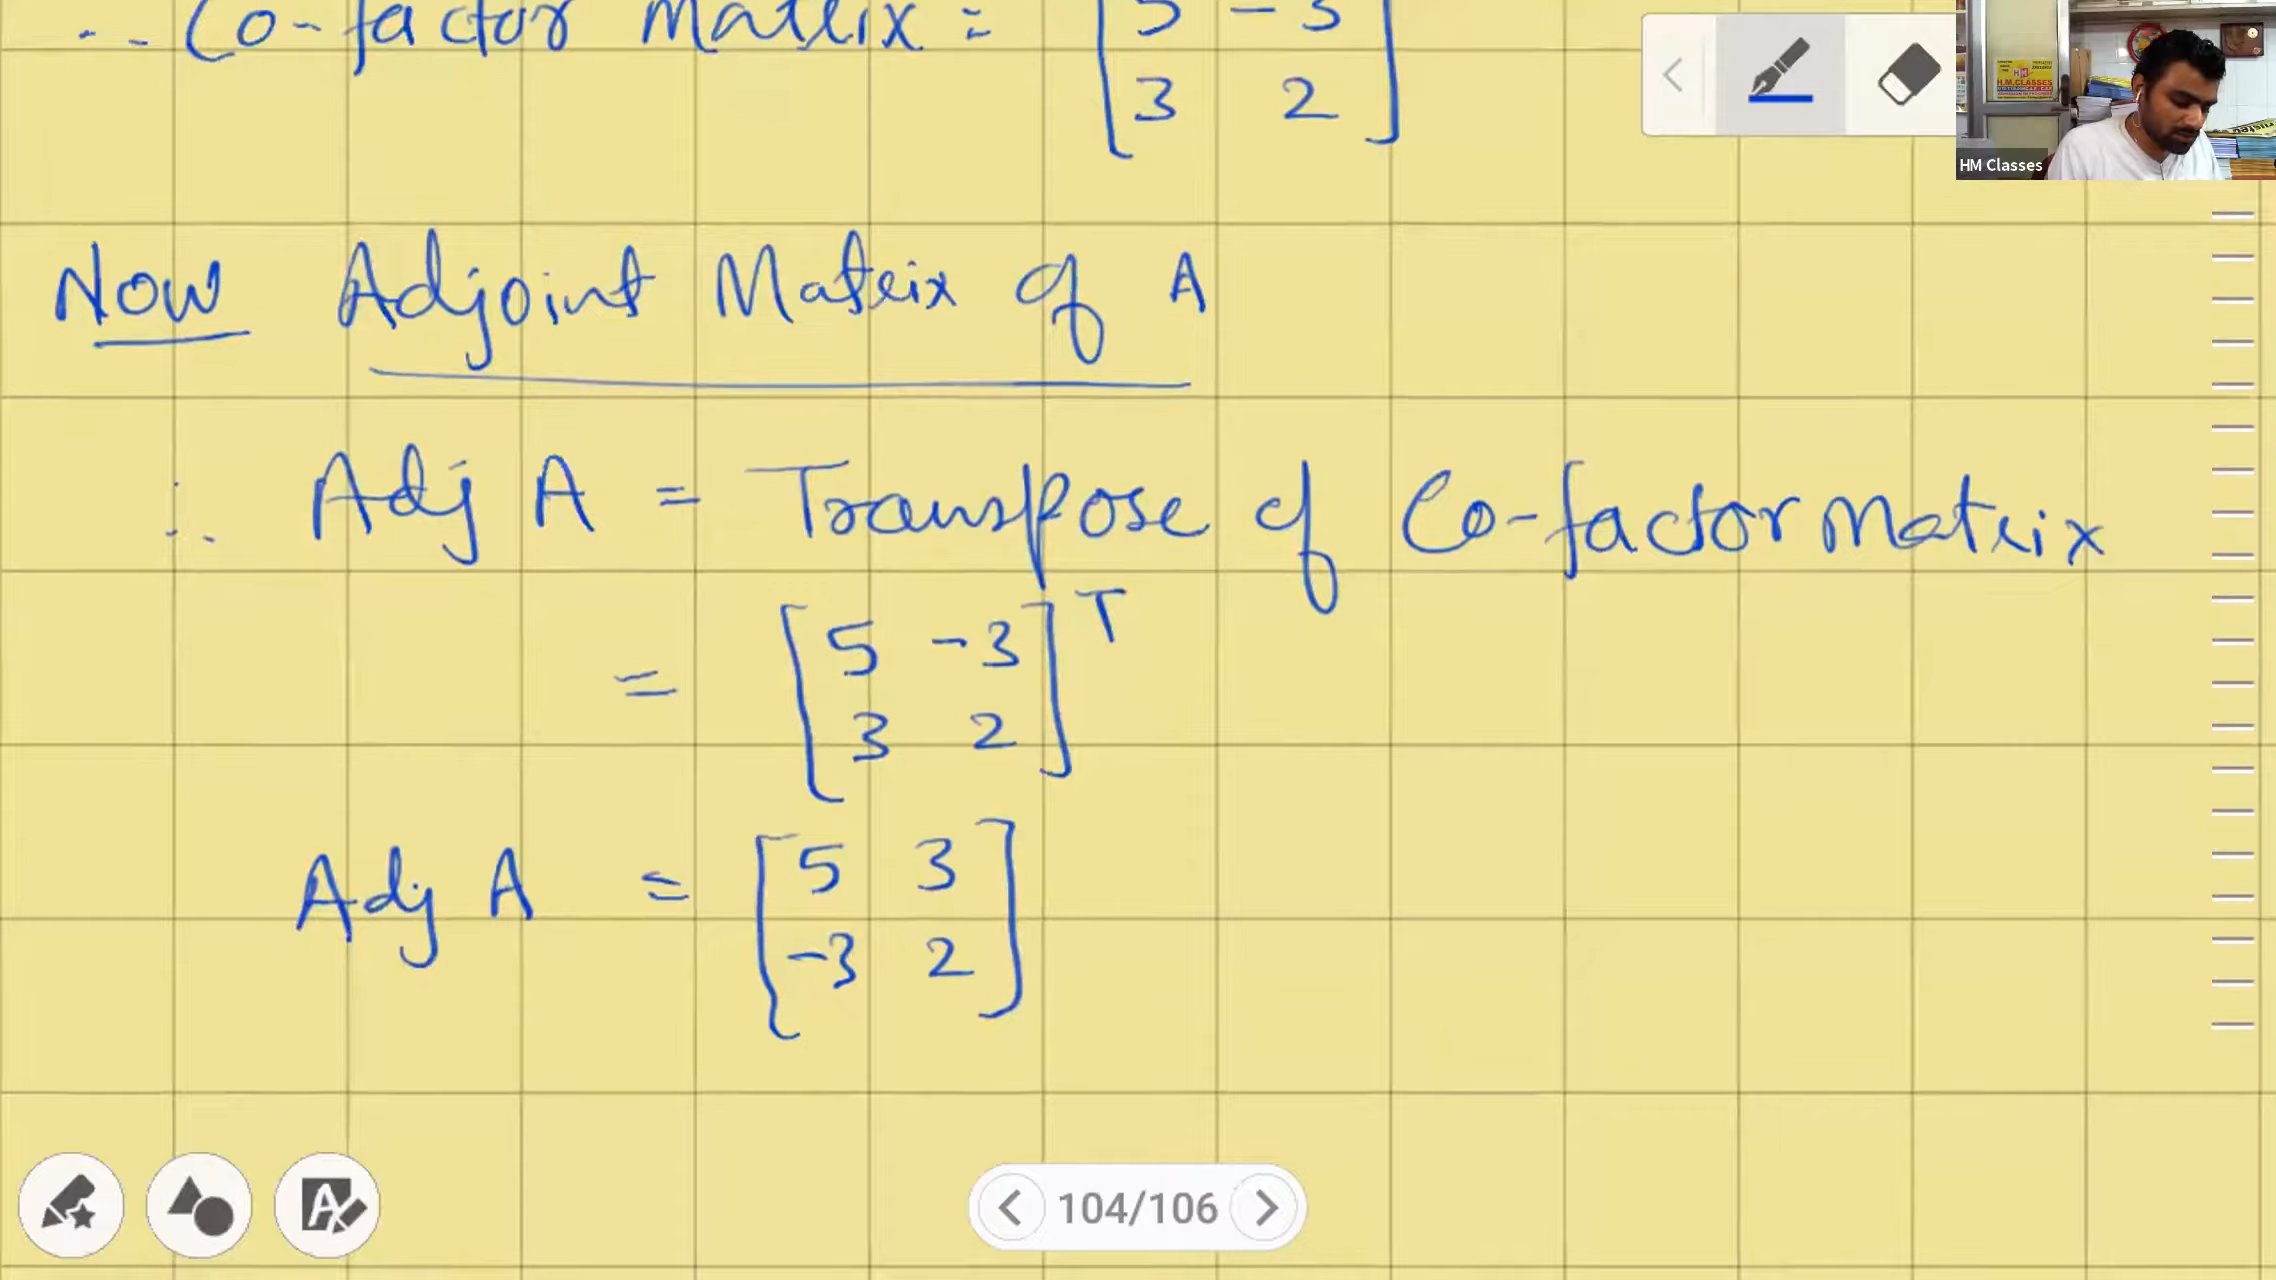 ∴ Co-factor Matrix = [5 -3
3 2]
Now Adjoint Matrix of A
∴ Adj A = Transpose of Co-factor Matrix
= [5 -3
3 2]ᵀ
Adj A = [5 3
-3 2]
104/106
HM Classes
H.M.CLASSES